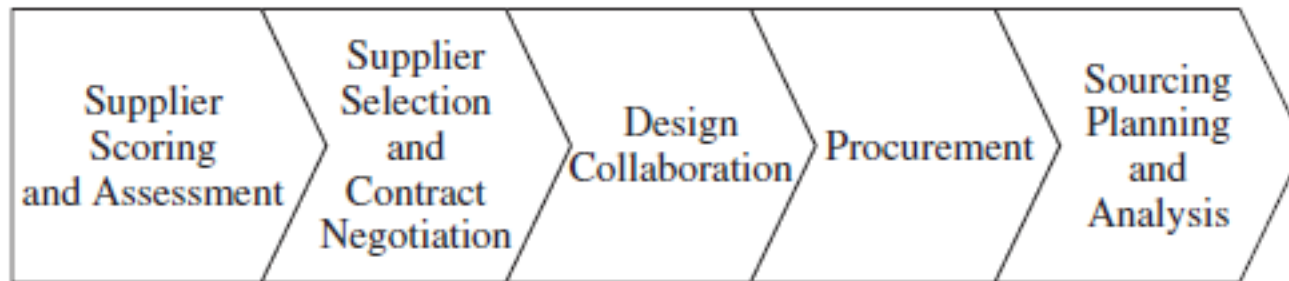 Supplier
Scoring
and Assessment
Supplier
Selection
and
Contract
Negotiation
Design
Collaboration
Procurement
Sourcing
Planning
and
Analysis